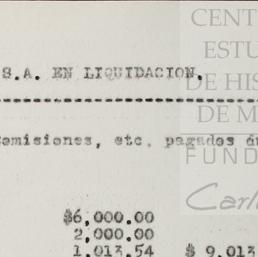 S.A. EN LIQUIDACION.
omisiones, etc. pagados
$6,000.00
2,000.00
1,013.54 $ 9,013
CENT
ESTU
DE HIS
DE M
FUND
Carl